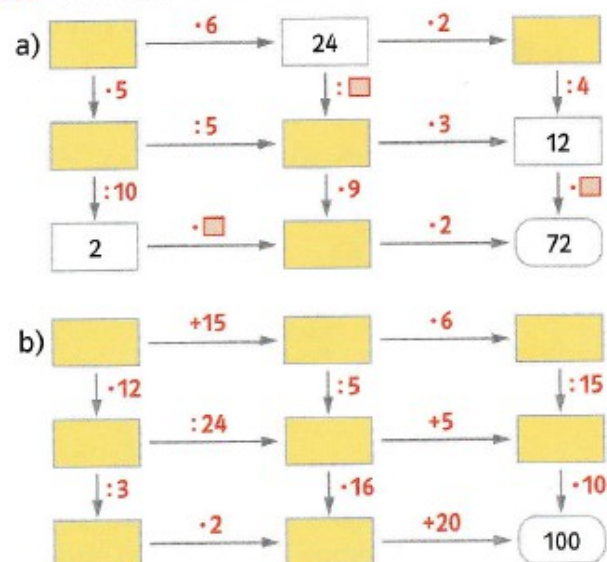 a) ·6 24 ·2
·5 :□ :4
:5 ·3 12
:10 ·9 ·□
2 ·□ ·2 72
b) +15 ·6
·12 :5 :15
:24 +5
:3 ·16 ·10
·2 +20 100